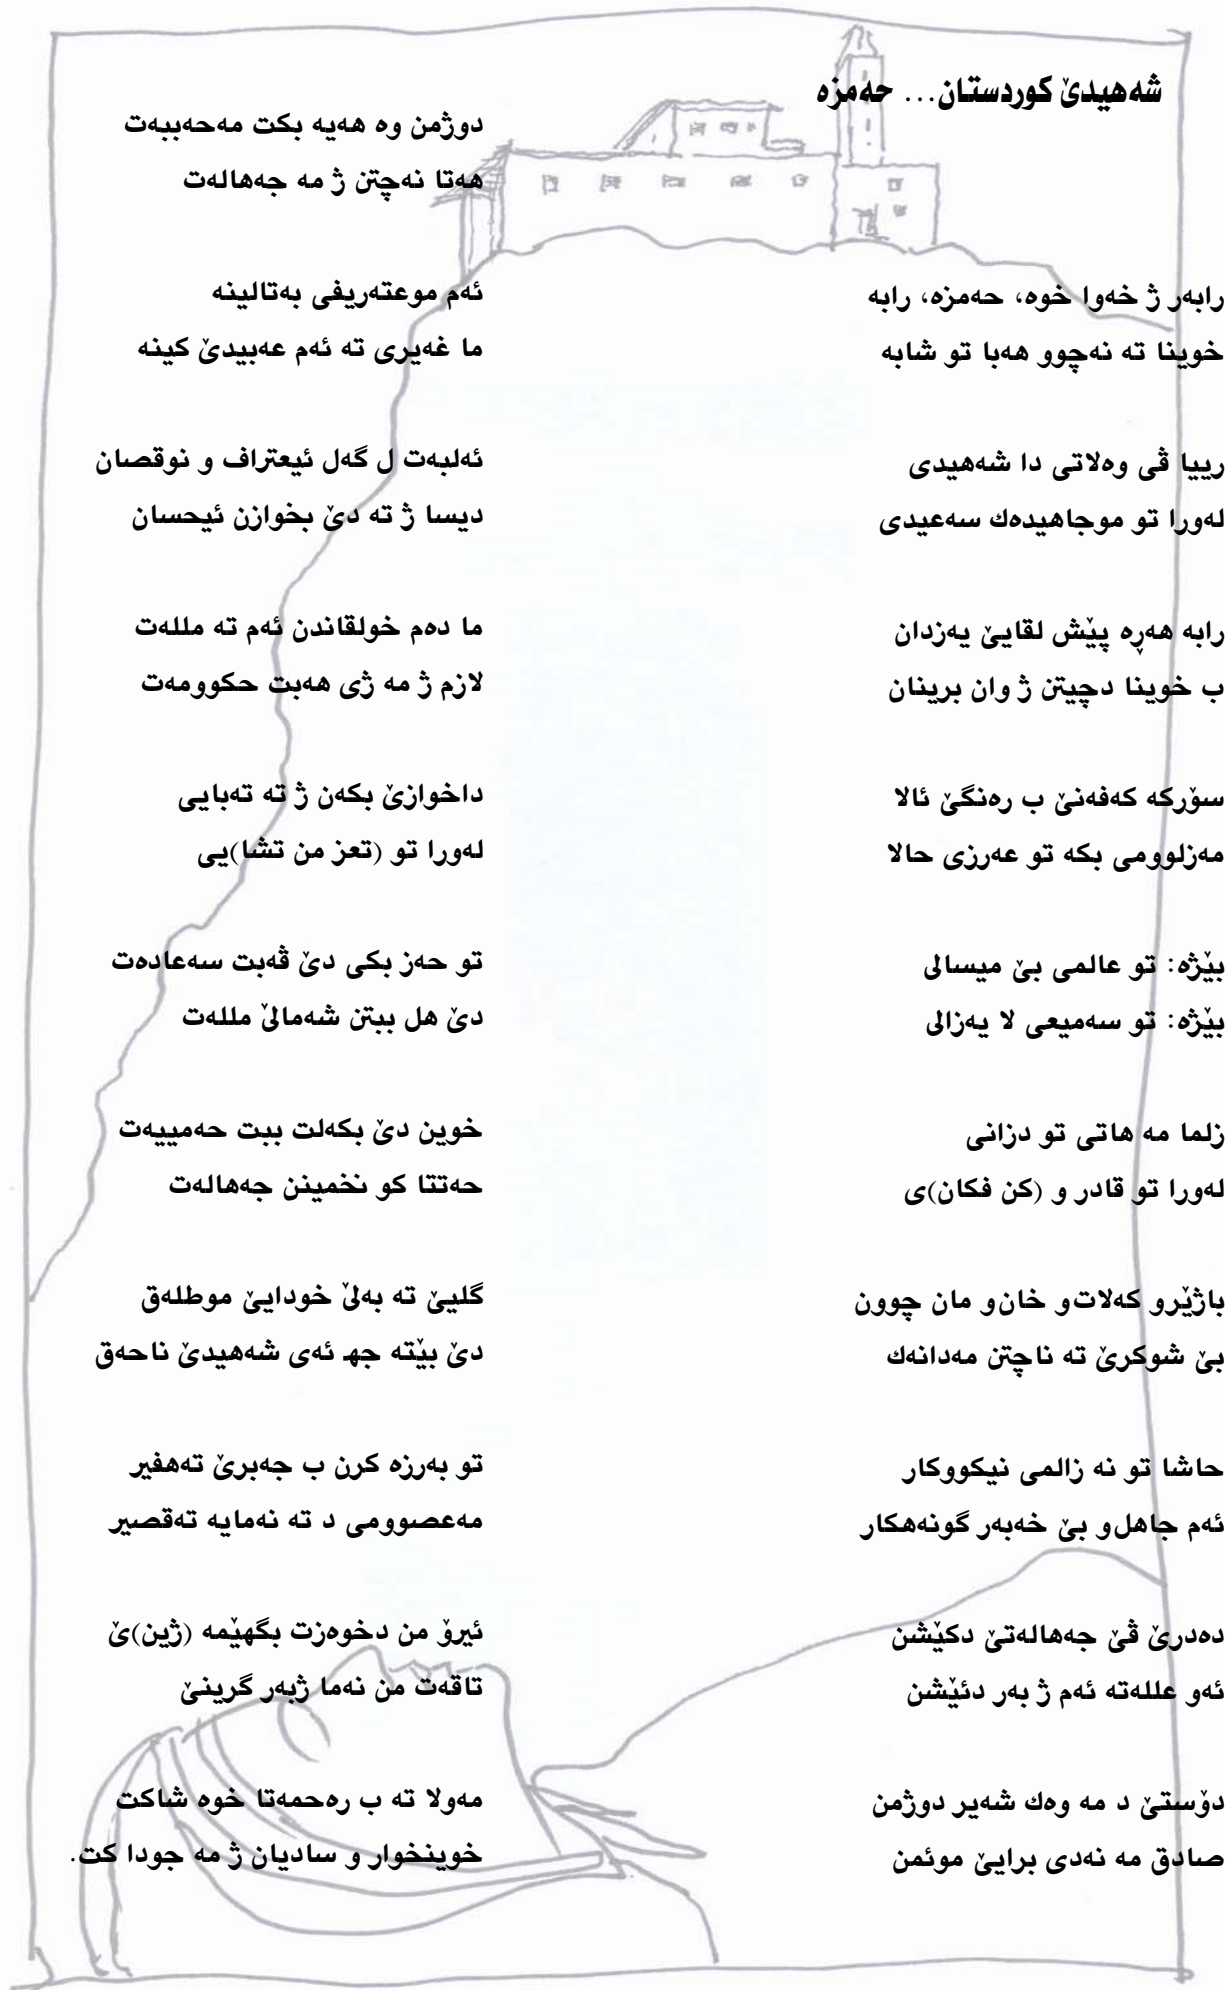 شەهیدێ کوردستان... حەمزە
رابەر ژ خەوا خوە، حەمزە، رابە
خوینا تە نەچوو هەبا تو شابە
رییا ڤی وەلاتی دا شەهیدی
لەورا تو موجاهیدەك سەعیدی
رابە هەڕە پێش لقایێ یەزدان
ب خوینا دچیتن ژ وان برینان
سۆرکە کەفەنێ ب رەنگێ ئالا
مەزلوومی بکە تو عەرزی حالا
بێژە: تو عالمی بێ میسالی
بێژە: تو سەمیعی لا یەزالی
زلما مە هاتی تو دزانی
لەورا تو قادر و (کن فکان)ی
باژێرو کەلات‌و خان‌و مان چوون
بێ شوکرێ تە ناچتن مەدانەك
حاشا تو نە زالمی نیکووکار
ئەم جاهل‌و بێ خەبەر گونەهکار
دەدرێ ڤێ جەهالەتێ دکێشن
ئەو عللەتە ئەم ژ بەر دئێشن
دۆستێ د مە وەك شەیر دوژمن
صادق مە نەدی برایێ موئمن
دوژمن وە هەیە بکت مەحەببەت
هەتا نەچتن ژ مە جەهالەت
ئەم موعتەریفی بەتالینە
ما غەیری تە ئەم عەبیدێ کینە
ئەلبەت ل گەل ئیعتراف و نوقصان
دیسا ژ تە دێ بخوازن ئیحسان
ما دەم خولقاندن ئەم تە مللەت
لازم ژ مە ژی هەبت حکوومەت
داخوازێ بکەن ژ تە تەبایی
لەورا تو (تعز من تشا)یی
تو حەز بکی دێ ڤەبت سەعادەت
دێ هل ببتن شەمالێ مللەت
خوین دێ بکەلت ببت حەمییەت
حەتتا کو نخمینن جەهالەت
گلیێ تە بەلێ خودایێ موطلەق
دێ بێتە جهـ ئەی شەهیدێ ناحەق
تو بەرزە کرن ب جەبرێ تەهفیر
مەعصوومی د تە نەمایە تەقصیر
ئیرۆ من دخوەزت بگهێمە (ژین)ێ
تاقەت من نەما ژبەر گرینێ
مەولا تە ب رەحمەتا خوە شاکت
خوینخوار و سادیان ژ مە جودا کت.